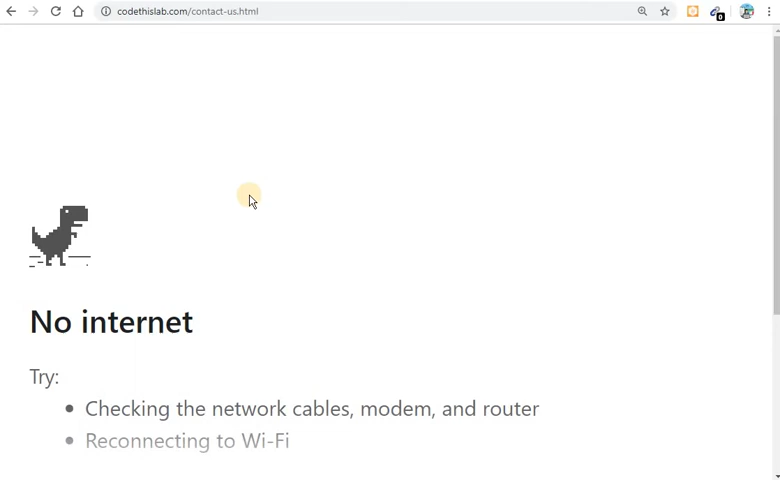 codethislab.com/contact-us.html
0
No internet
Try:
Checking the network cables, modem, and router
Reconnecting to Wi-Fi